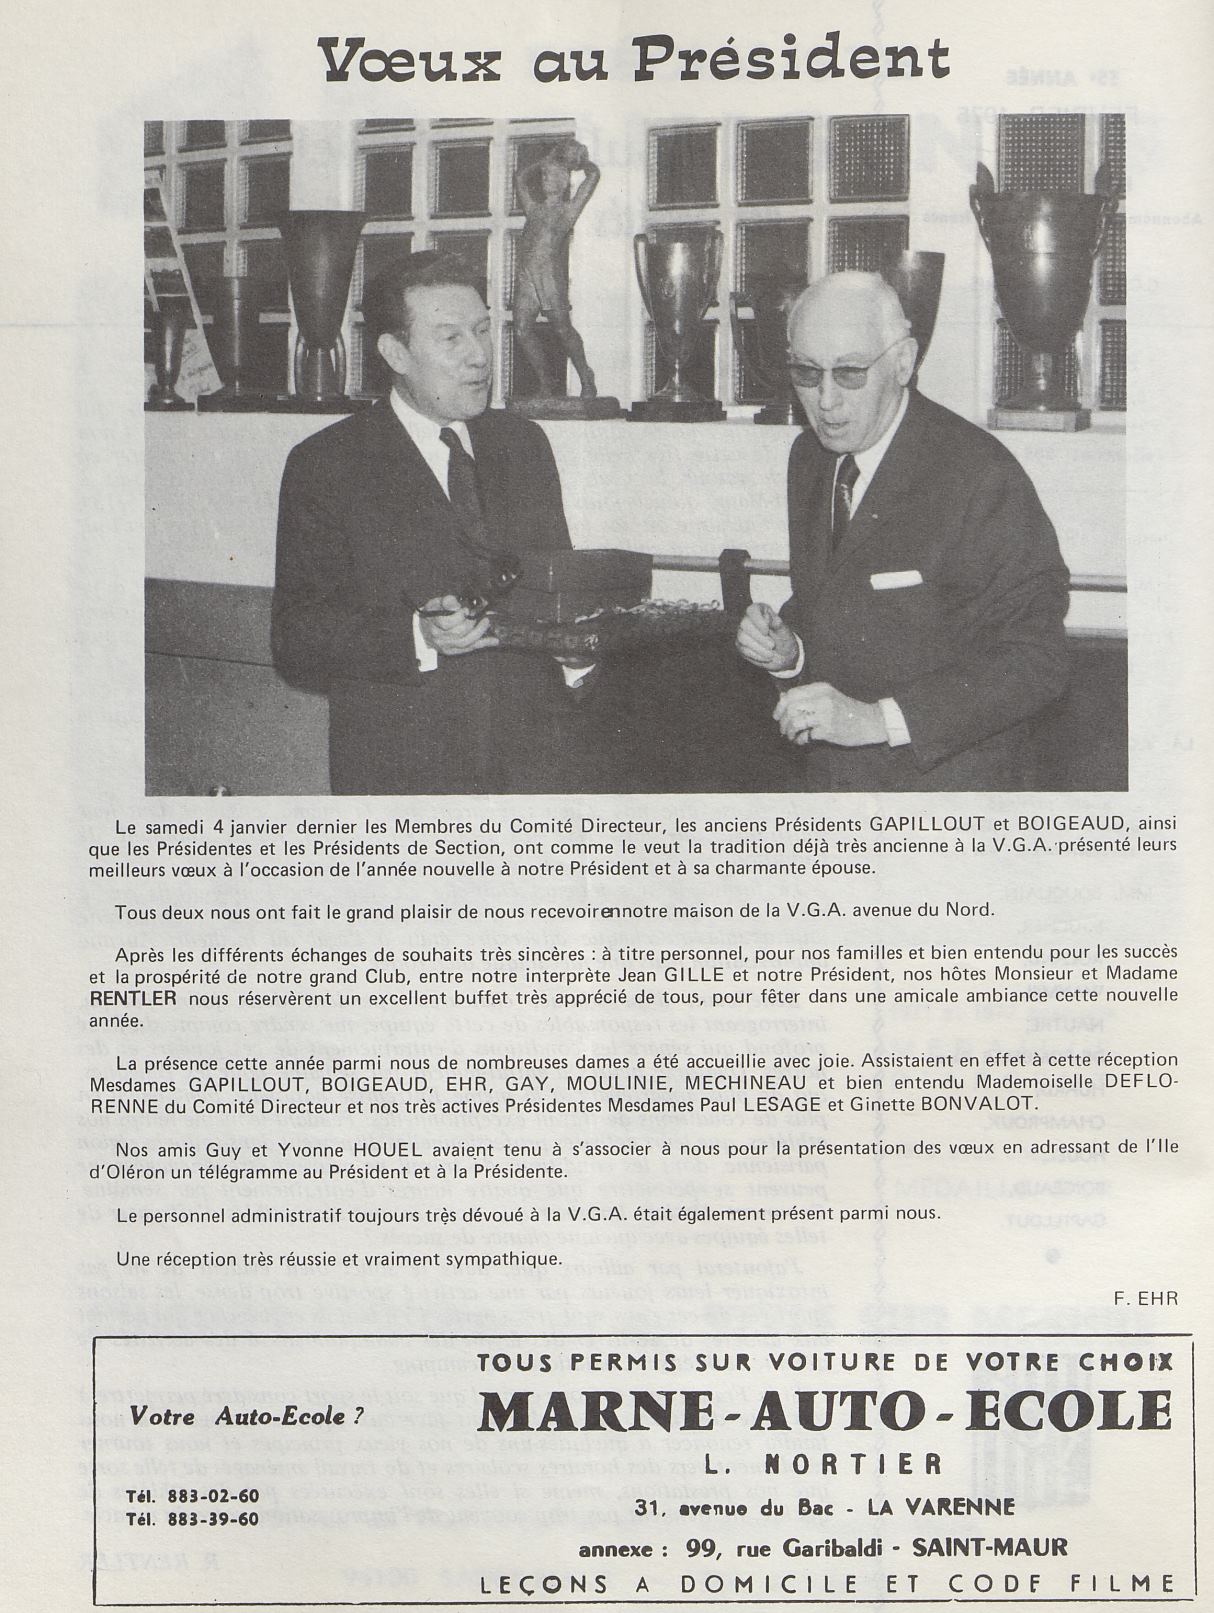 Vœux au Président
Le samedi 4 janvier dernier les Membres du Comité Directeur, les anciens Présidents GAPILLOUT et BOIGEAUD, ainsi
que les Présidentes et les Présidents de Section, ont comme le veut la tradition déjà très ancienne à la V.G.A. présenté leurs
meilleurs vœux à l'occasion de l'année nouvelle à notre Président et à sa charmante épouse.
Tous deux nous ont fait le grand plaisir de nous recevoir en notre maison de la V.G.A. avenue du Nord.
Après les différents échanges de souhaits très sincères : à titre personnel, pour nos familles et bien entendu pour les succès
et la prospérité de notre grand Club, entre notre interprète Jean GILLE et notre Président, nos hôtes Monsieur et Madame
RENTLER nous réservèrent un excellent buffet très apprécié de tous, pour fêter dans une amicale ambiance cette nouvelle
année.
La présence cette année parmi nous de nombreuses dames a été accueillie avec joie. Assistaient en effet à cette réception
Mesdames GAPILLOUT, BOIGEAUD, EHR, GAY, MOULINIE, MECHINEAU et bien entendu Mademoiselle DEFLO-
RENNE du Comité Directeur et nos très actives Présidentes Mesdames Paul LESAGE et Ginette BONVALOT.
Nos amis Guy et Yvonne HOUEL avaient tenu à s'associer à nous pour la présentation des vœux en adressant de l'Ile
d'Oléron un télégramme au Président et à la Présidente.
Le personnel administratif toujours très dévoué à la V.G.A. était également présent parmi nous.
Une réception très réussie et vraiment sympathique.
F. EHR
TOUS PERMIS SUR VOITURE DE VOTRE CHOIX
Votre Auto-Ecole ?
MARNE-AUTO-ECOLE
L. NORTIER
Tél. 883-02-60
Tél. 883-39-60
31, avenue du Bac - LA VARENNE
annexe : 99, rue Garibaldi - SAINT-MAUR
LEÇONS A DOMICILE ET CODE FILME